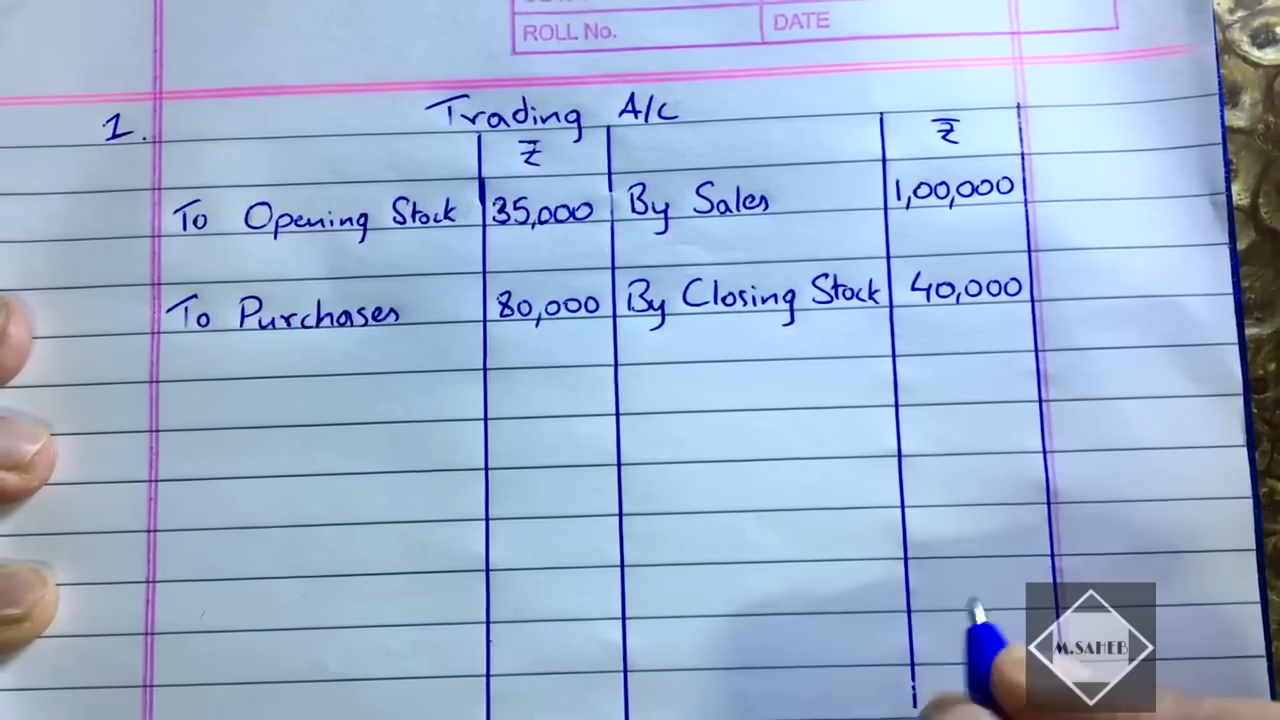 ROLL No. DATE
1. Trading A/C
₹ ₹
To Opening Stock 35,000 By Sales 1,00,000
To Purchases 80,000 By Closing Stock 40,000
M.SAHEB